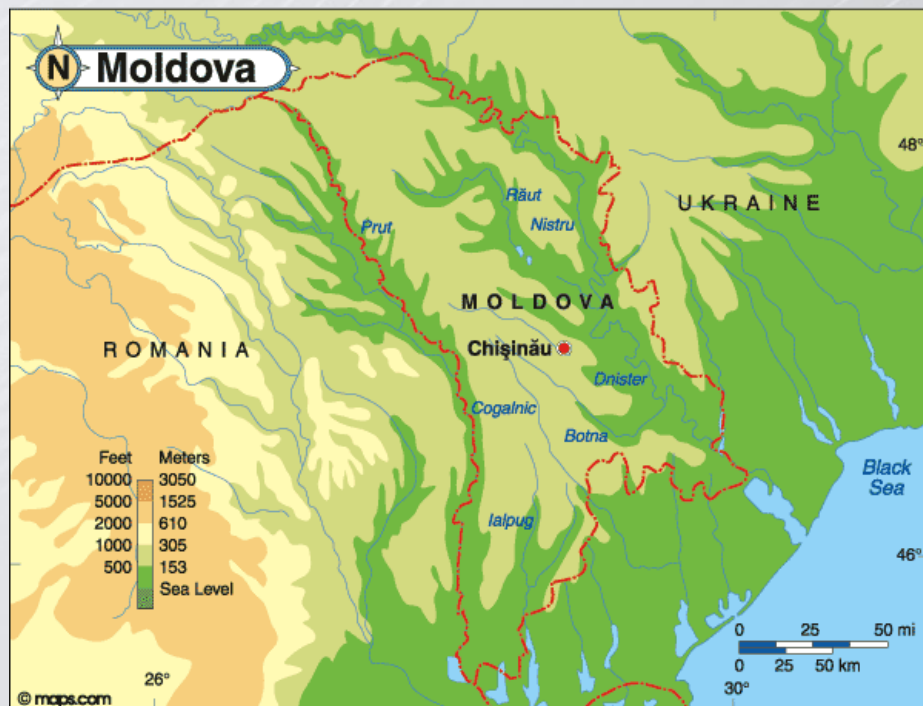 N Moldova
48°
Răut
UKRAINE
Nistru
Prut
MOLDOVA
Chişinău
ROMANIA
Dnister
Cogalnic
Botna
Feet Meters
10000 3050
5000 1525
2000 610
1000 305
500 153
Sea Level
Black
Sea
Ialpug
46°
0 25 50 mi
0 25 50 km
26°
30°
© maps.com